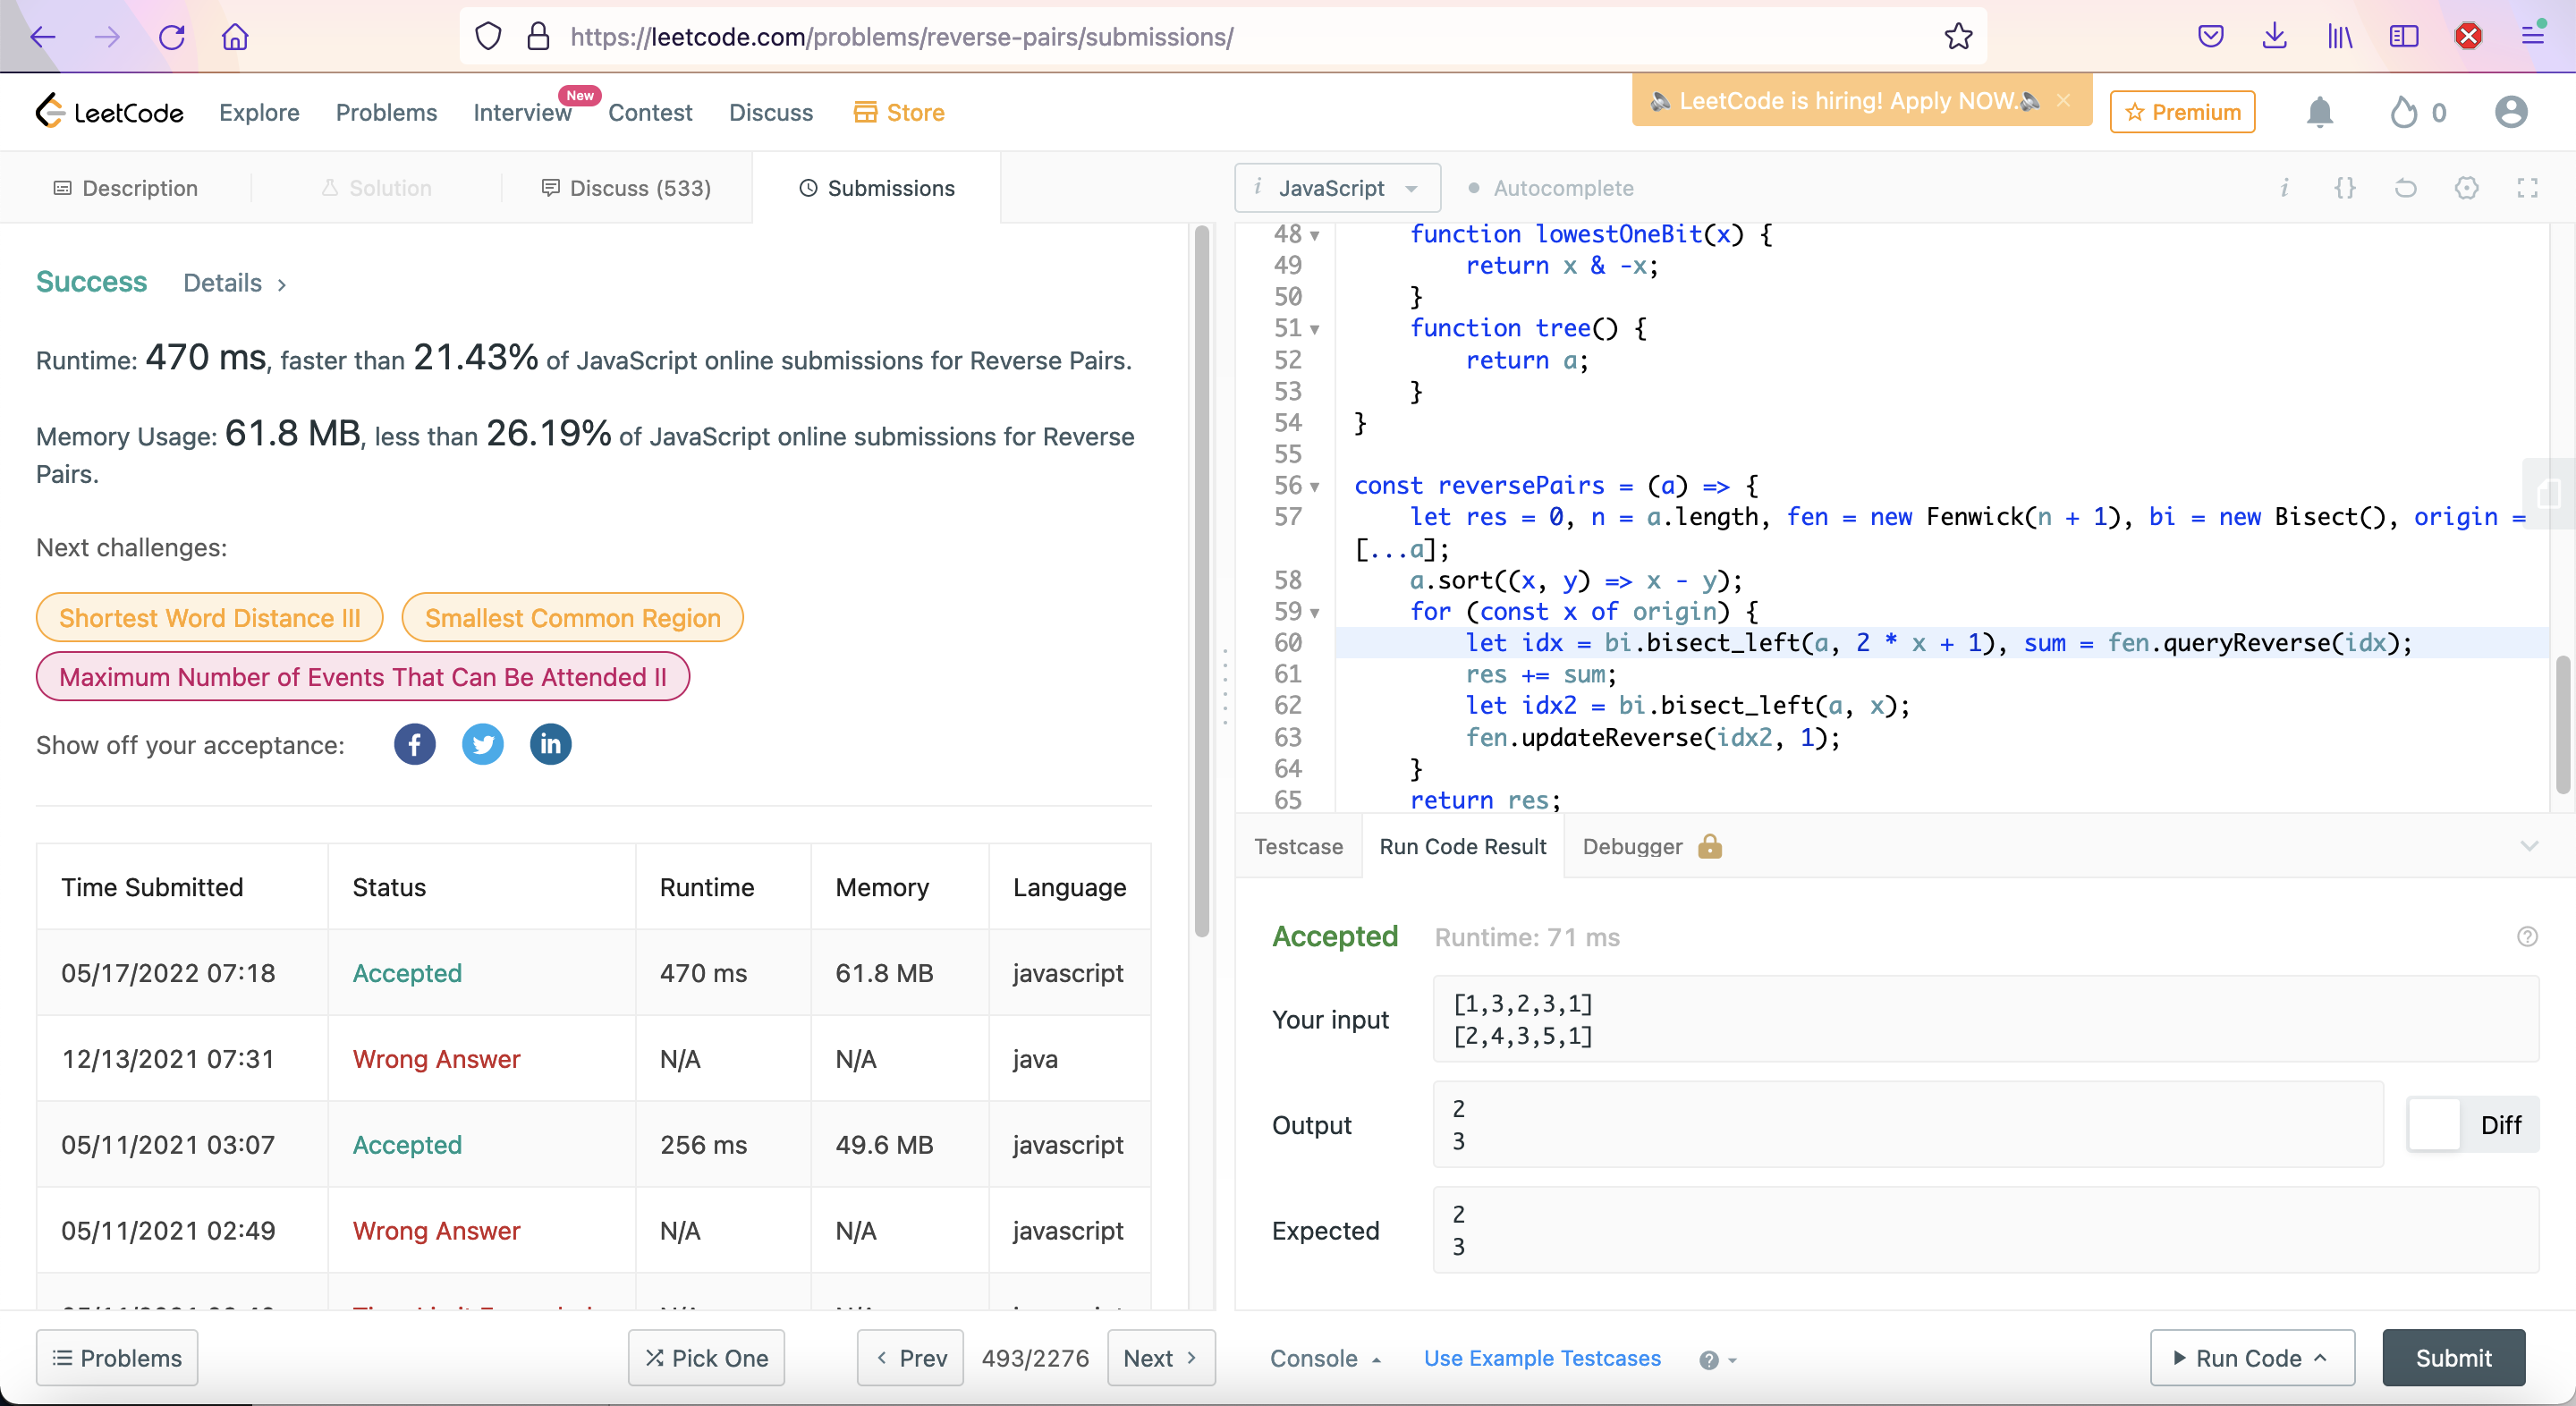 https://leetcode.com/problems/reverse-pairs/submissions/
LeetCode Explore Problems Interview New Contest Discuss Store
LeetCode is hiring! Apply NOW.
Premium 0
Description Solution Discuss (533) Submissions
Success Details >
Runtime: 470 ms, faster than 21.43% of JavaScript online submissions for Reverse Pairs.
Memory Usage: 61.8 MB, less than 26.19% of JavaScript online submissions for Reverse
Pairs.
Next challenges:
Shortest Word Distance III Smallest Common Region
Maximum Number of Events That Can Be Attended II
Show off your acceptance:
Time Submitted Status Runtime Memory Language
05/17/2022 07:18 Accepted 470 ms 61.8 MB javascript
12/13/2021 07:31 Wrong Answer N/A N/A java
05/11/2021 03:07 Accepted 256 ms 49.6 MB javascript
05/11/2021 02:49 Wrong Answer N/A N/A javascript
Problems Pick One < Prev 493/2276 Next >
i JavaScript Autocomplete i {}
48 function lowestOneBit(x) {
49 return x & -x;
50 }
51 function tree() {
52 return a;
53 }
54 }
55
56 const reversePairs = (a) => {
57 let res = 0, n = a.length, fen = new Fenwick(n + 1), bi = new Bisect(), origin =
[...a];
58 a.sort((x, y) => x - y);
59 for (const x of origin) {
60 let idx = bi.bisect_left(a, 2 * x + 1), sum = fen.queryReverse(idx);
61 res += sum;
62 let idx2 = bi.bisect_left(a, x);
63 fen.updateReverse(idx2, 1);
64 }
65 return res;
Testcase Run Code Result Debugger
Accepted Runtime: 71 ms
Your input
[1,3,2,3,1]
[2,4,3,5,1]
Output
2
3
Diff
Expected
2
3
Console Use Example Testcases Run Code Submit